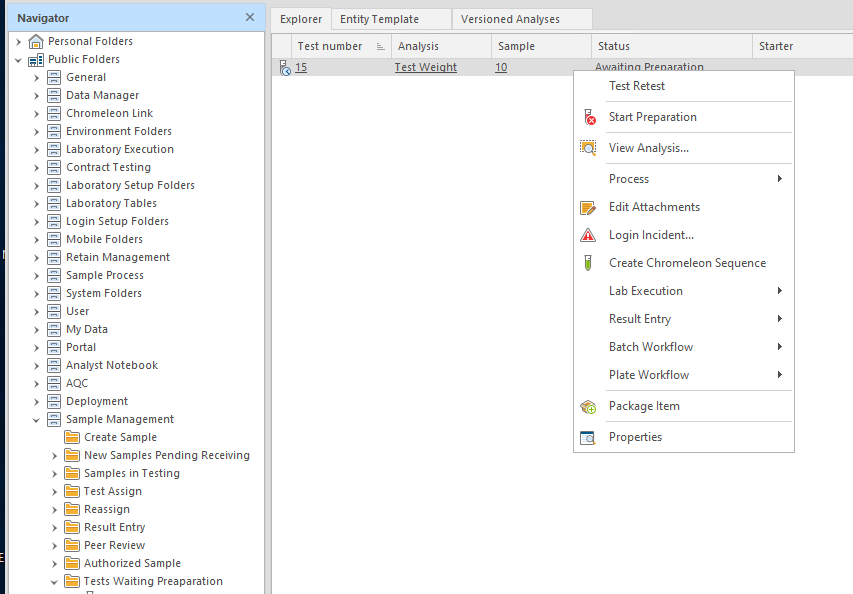 Navigator
Personal Folders
Public Folders
General
Data Manager
Chromeleon Link
Environment Folders
Laboratory Execution
Contract Testing
Laboratory Setup Folders
Laboratory Tables
Login Setup Folders
Mobile Folders
Retain Management
Sample Process
System Folders
User
My Data
Portal
Analyst Notebook
AQC
Deployment
Sample Management
Create Sample
New Samples Pending Receiving
Samples in Testing
Test Assign
Reassign
Result Entry
Peer Review
Authorized Sample
Tests Waiting Preaparation
Explorer Entity Template Versioned Analyses
Test number Analysis Sample Status Starter
15 Test Weight 10 Awaiting Preparation
Test Retest
Start Preparation
View Analysis...
Process
Edit Attachments
Login Incident...
Create Chromeleon Sequence
Lab Execution
Result Entry
Batch Workflow
Plate Workflow
Package Item
Properties